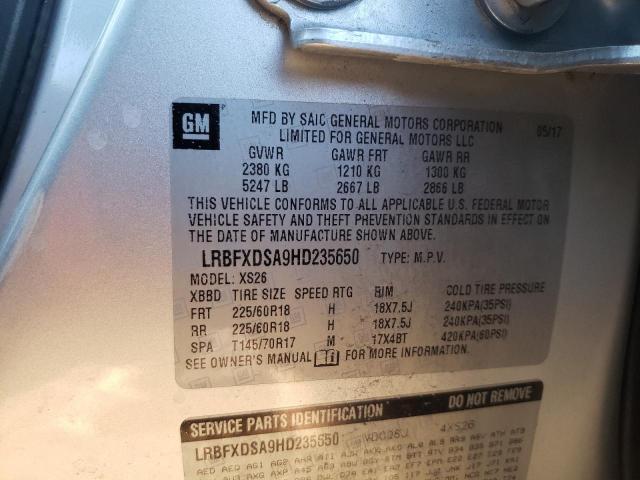 GM
MFD BY SAIC GENERAL MOTORS CORPORATION 05/17
LIMITED FOR GENERAL MOTORS LLC
GVWR GAWR FRT GAWR RR
2380 KG 1210 KG 1300 KG
5247 LB 2667 LB 2866 LB
THIS VEHICLE CONFORMS TO ALL APPLICABLE U.S. FEDERAL MOTOR
VEHICLE SAFETY AND THEFT PREVENTION STANDARDS IN EFFECT ON
THE DATE OF MANUFACTURE SHOWN ABOVE.
LRBFXDSA9HD235650 TYPE: M.P.V.
MODEL: XS26
XBBD TIRE SIZE SPEED RTG RIM COLD TIRE PRESSURE
FRT 225/60R18 H 18X7.5J 240KPA(35PSI)
RR 225/60R18 H 18X7.5J 240KPA(35PSI)
SPA T145/70R17 M 17X4BT 420KPA(60PSI)
SEE OWNER'S MANUAL FOR MORE INFORMATION.
SERVICE PARTS IDENTIFICATION DO NOT REMOVE
LRBFXDSA9HD235650 4XS26